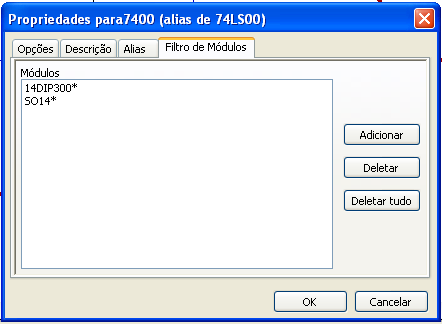 Propriedades para7400 (alias de 74LS00)
Opções Descrição Alias Filtro de Módulos
Módulos
14DIP300*
SO14*
Adicionar
Deletar
Deletar tudo
OK Cancelar